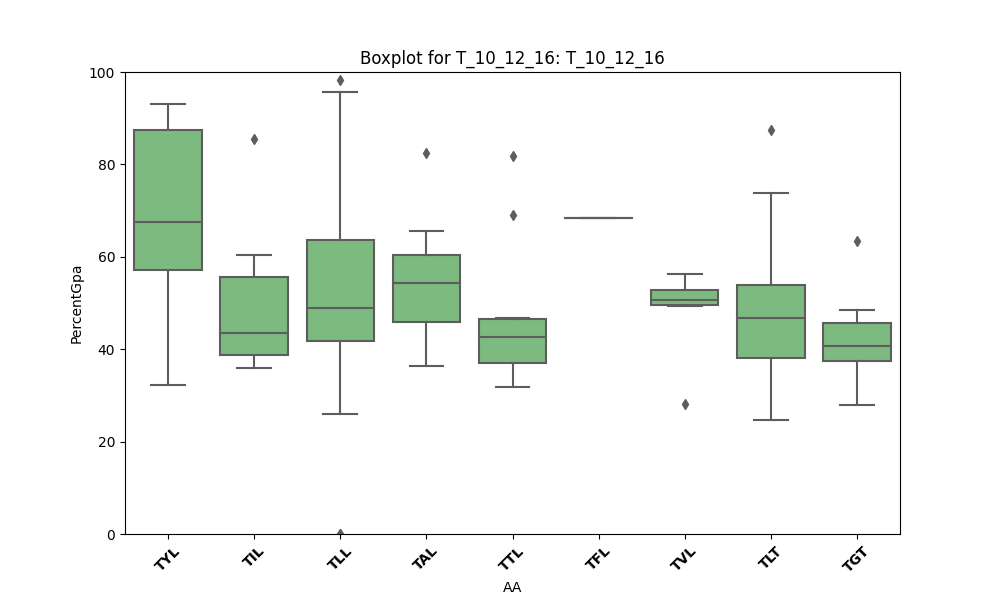 Boxplot for T_10_12_16: T_10_12_16
PercentGpa
100
80
60
40
20
0
TYL TIL TLL TAL TTL TFL TVL TLT TGT
AA